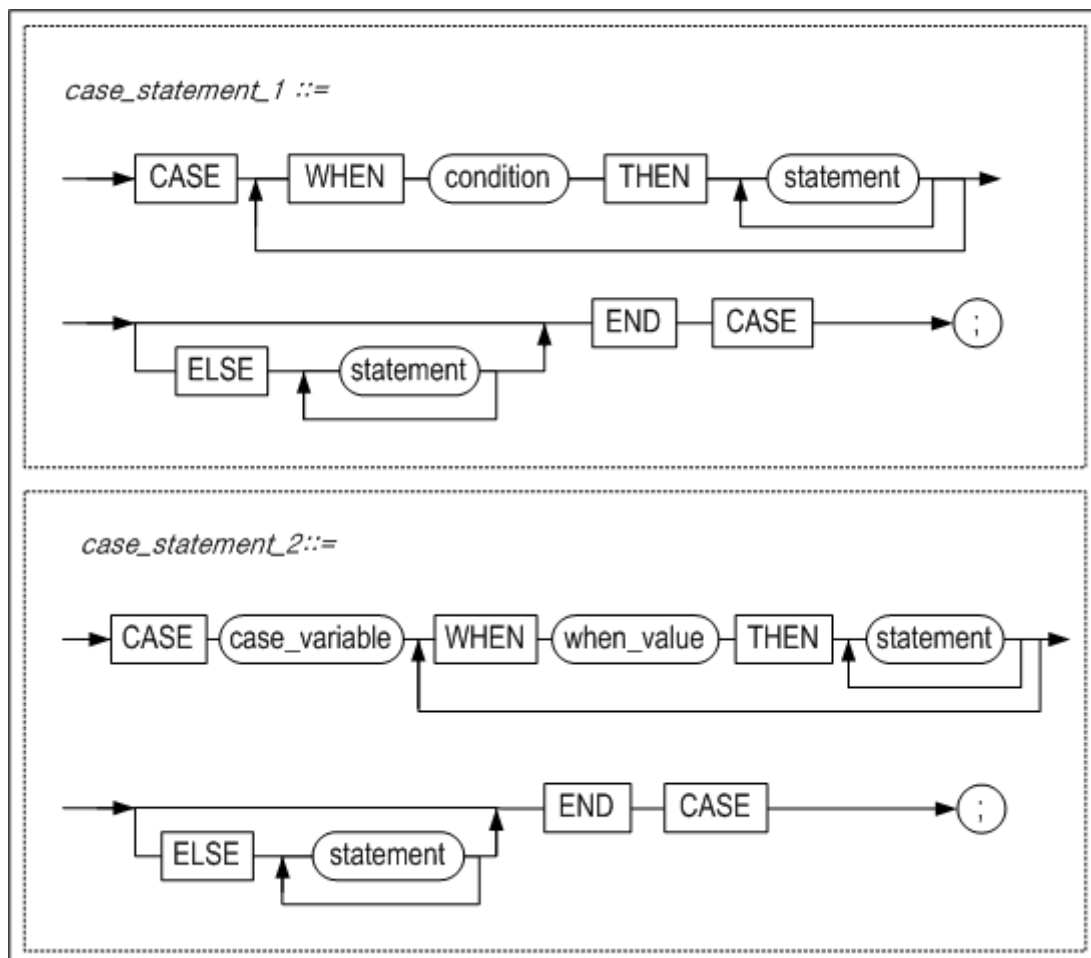 case_statement_1 ::=
CASE WHEN condition THEN statement
ELSE statement END CASE ;
case_statement_2::=
CASE case_variable WHEN when_value THEN statement
ELSE statement END CASE ;